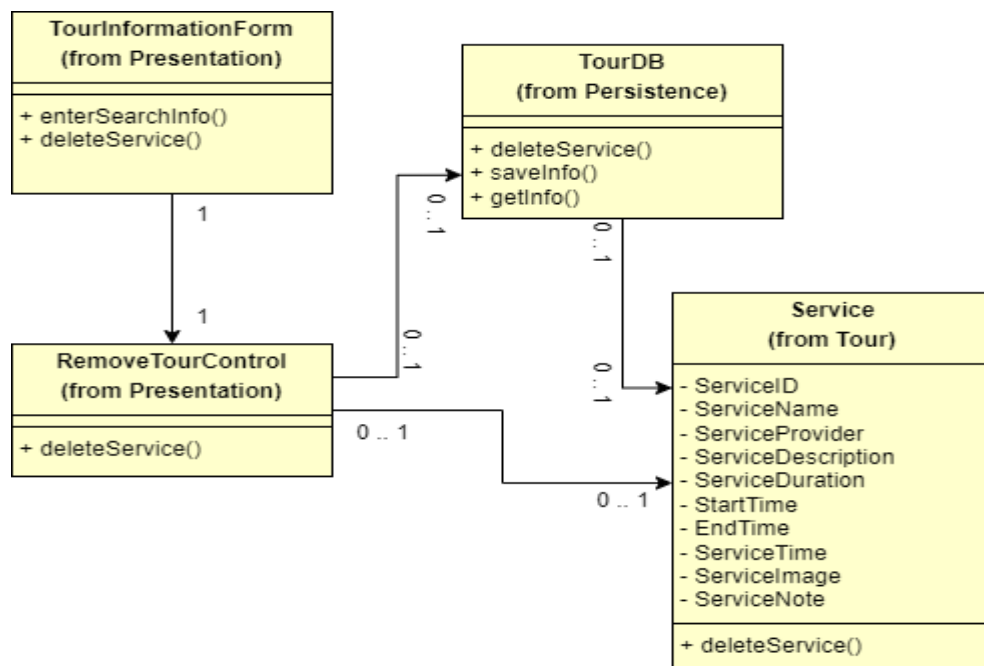 TourInformationForm
(from Presentation)
+ enterSearchInfo()
+ deleteService()
1
1
RemoveTourControl
(from Presentation)
+ deleteService()
0..1
0..1
0 .. 1
0 .. 1
TourDB
(from Persistence)
+ deleteService()
+ saveInfo()
+ getInfo()
0 .. 1
0 .. 1
Service
(from Tour)
- ServiceID
- ServiceName
- ServiceProvider
- ServiceDescription
- ServiceDuration
- StartTime
- EndTime
- ServiceTime
- ServiceImage
- ServiceNote
+ deleteService()